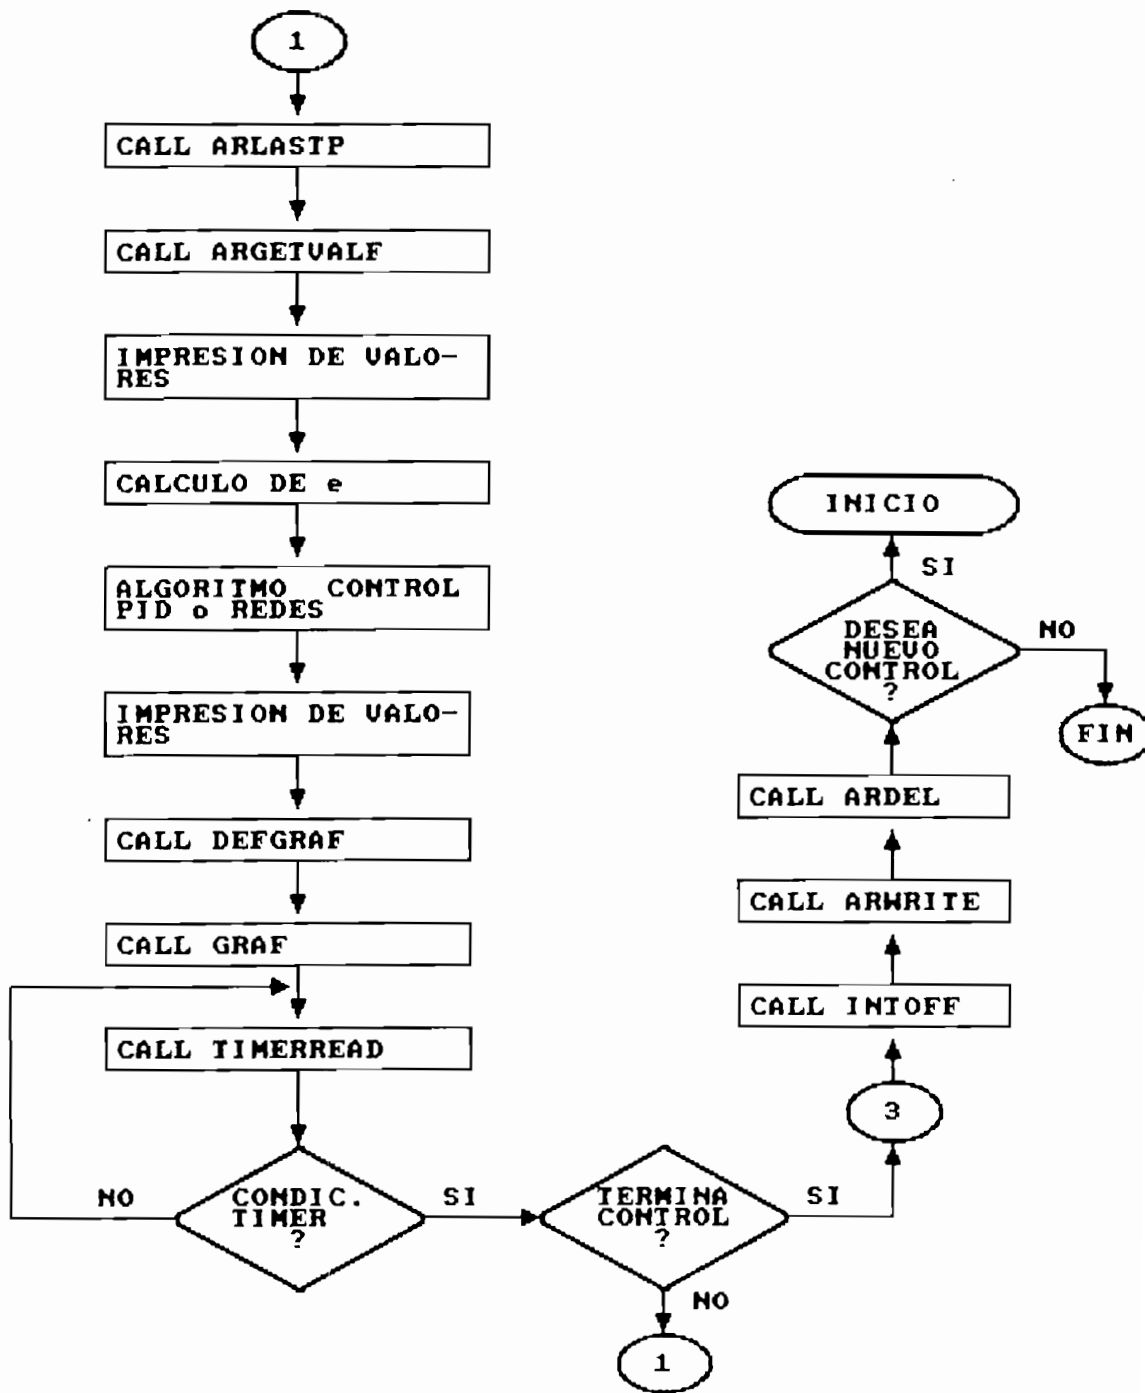 1
CALL ARLASTP
CALL ARGETVALF
IMPRESION DE VALO-
RES
CALCULO DE e
ALGORITMO CONTROL
PID o REDES
IMPRESION DE VALO-
RES
CALL DEFGRAF
CALL GRAF
CALL TIMERREAD
NO
CONDIC.
TIMER
?
SI
TERMINA
CONTROL
?
SI
NO
1
3
CALL INTOFF
CALL ARWRITE
CALL ARDEL
DESEA
NUEVO
CONTROL
?
NO
FIN
SI
INICIO